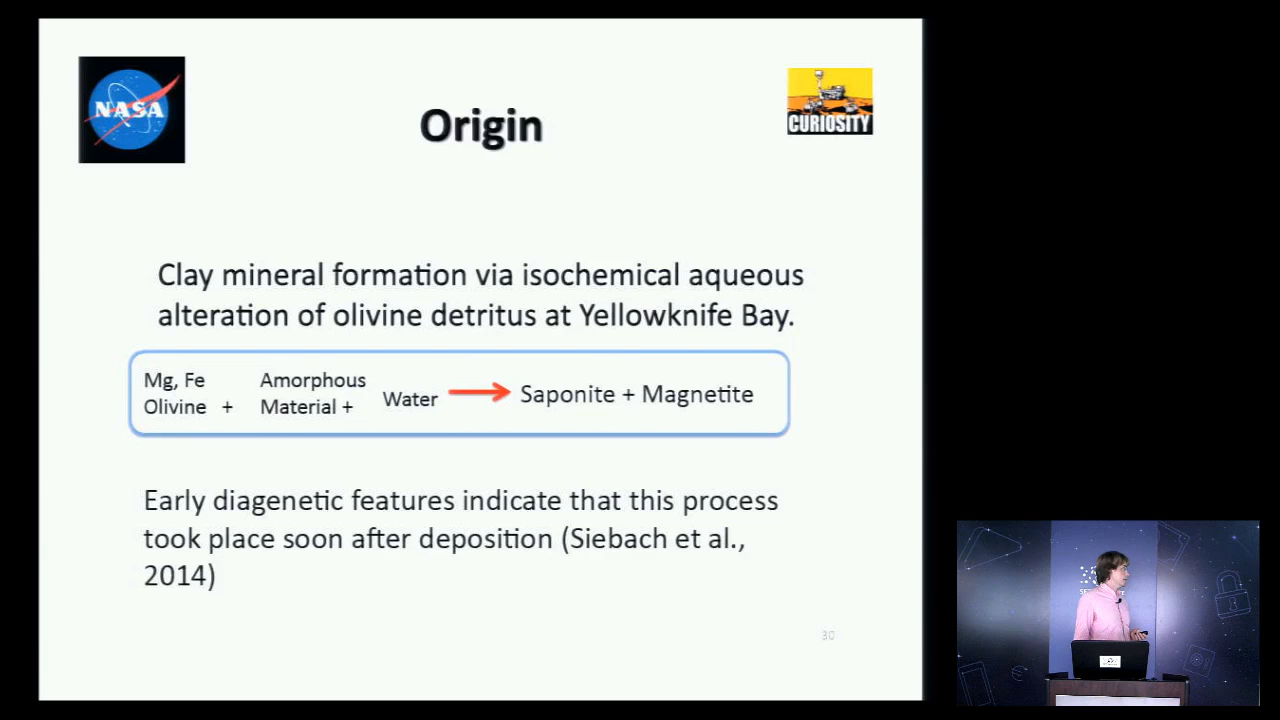 NASA
CURIOSITY
Origin
Clay mineral formation via isochemical aqueous
alteration of olivine detritus at Yellowknife Bay.
Mg, Fe
Olivine +
Amorphous
Material +
Water
Saponite + Magnetite
Early diagenetic features indicate that this process
took place soon after deposition (Siebach et al.,
2014)
30